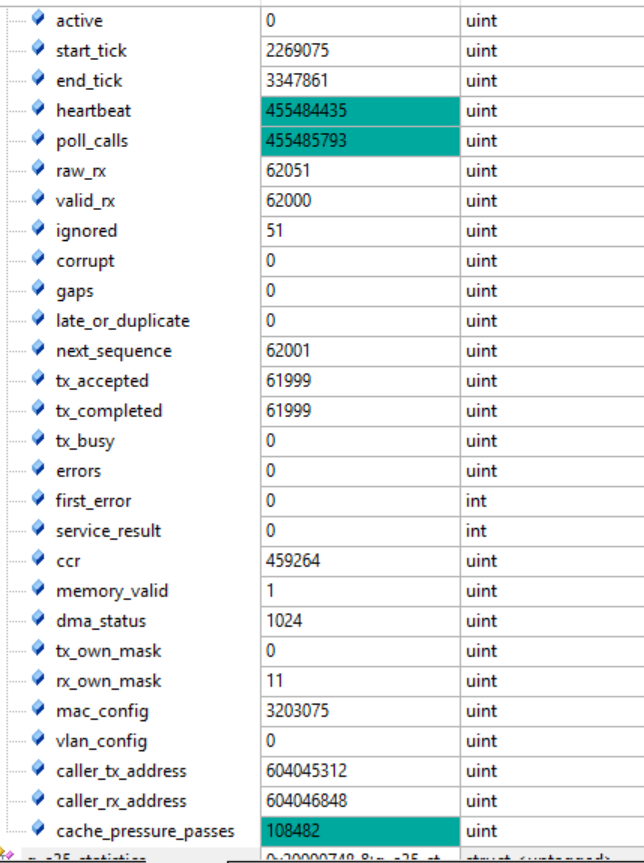 active 0 uint
start_tick 2269075 uint
end_tick 3347861 uint
heartbeat 455484435 uint
poll_calls 455485793 uint
raw_rx 62051 uint
valid_rx 62000 uint
ignored 51 uint
corrupt 0 uint
gaps 0 uint
late_or_duplicate 0 uint
next_sequence 62001 uint
tx_accepted 61999 uint
tx_completed 61999 uint
tx_busy 0 uint
errors 0 uint
first_error 0 int
service_result 0 int
ccr 459264 uint
memory_valid 1 uint
dma_status 1024 uint
tx_own_mask 0 uint
rx_own_mask 11 uint
mac_config 3203075 uint
vlan_config 0 uint
caller_tx_address 604045312 uint
caller_rx_address 604046848 uint
cache_pressure_passes 108482 uint